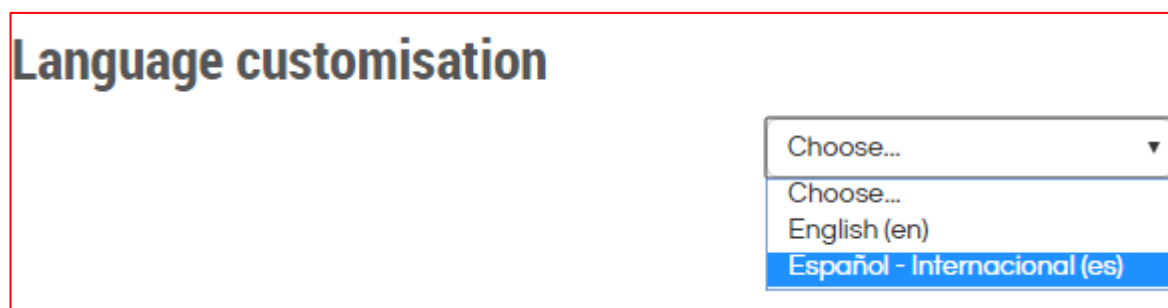 Language customisation
Choose...
Choose...
English (en)
Español - Internacional (es)